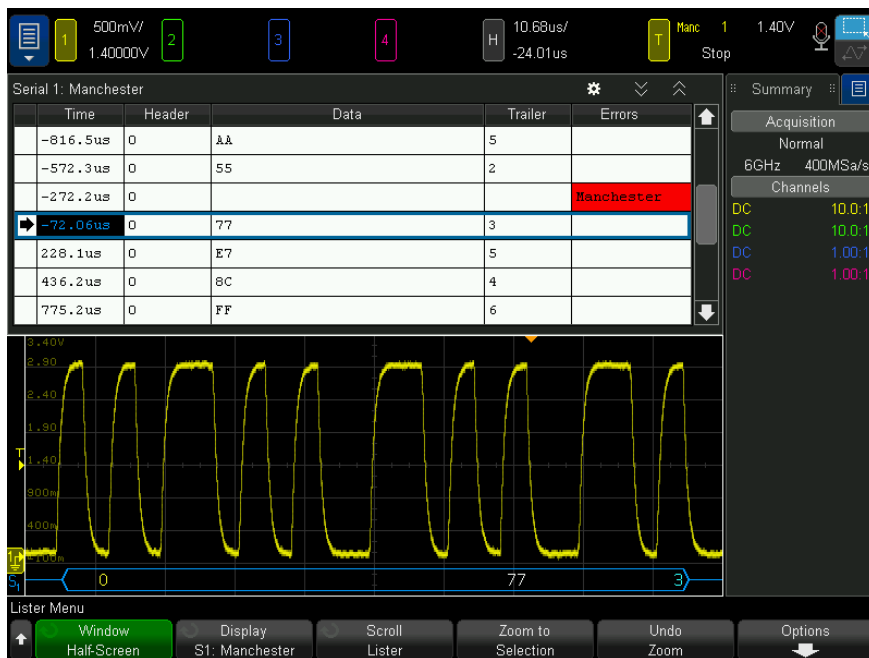 1 500mV/ 1.40000V 2 3 4 H 10.68us/ -24.01us T Manc 1 1.40V Stop
Serial 1: Manchester
Time Header Data Trailer Errors
-816.5us 0 AA 5
-572.3us 0 55 2
-272.2us 0 Manchester
-72.06us 0 77 3
228.1us 0 E7 5
436.2us 0 8C 4
775.2us 0 FF 6
Summary
Acquisition
Normal
6GHz 400MSa/s
Channels
DC 10.0:1
DC 10.0:1
DC 1.00:1
DC 1.00:1
3.40V
2.90
2.40
1.90
T 1.40
900m
400m
1 -100m
S1 0 77 3
Lister Menu
Window Half-Screen
Display S1: Manchester
Scroll Lister
Zoom to Selection
Undo Zoom
Options